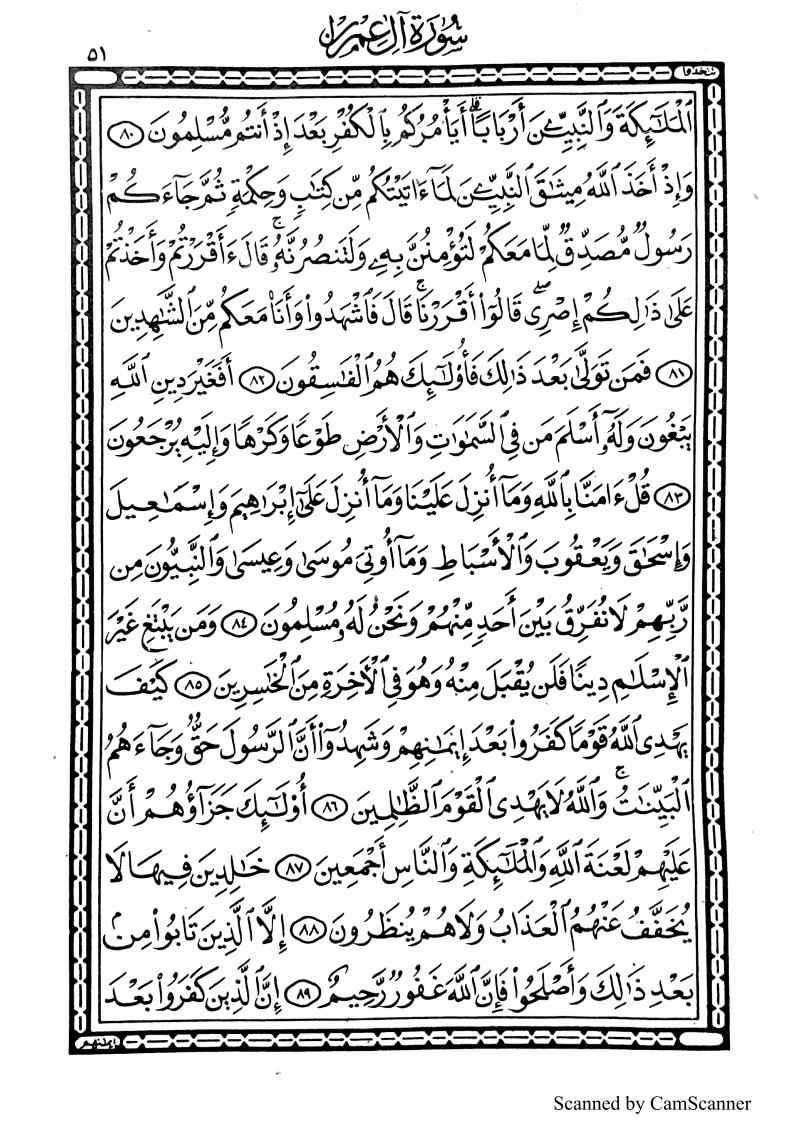 سُورَةُ آلِ عِمْرَان
٥١
تتخذوا
ٱلْمَلَٰٓئِكَةَ وَٱلنَّبِيِّۦنَ أَرْبَابًا ۗ أَيَأْمُرُكُم بِٱلْكُفْرِ بَعْدَ إِذْ أَنتُم مُّسْلِمُونَ ٨٠
وَإِذْ أَخَذَ ٱللَّهُ مِيثَٰقَ ٱلنَّبِيِّۦنَ لَمَآ ءَاتَيْتُكُم مِّن كِتَٰبٍ وَحِكْمَةٍ ثُمَّ جَآءَكُمْ
رَسُولٌ مُّصَدِّقٌ لِّمَا مَعَكُمْ لَتُؤْمِنُنَّ بِهِۦ وَلَتَنصُرُنَّهُۥ ۚ قَالَ ءَأَقْرَرْتُمْ وَأَخَذْتُمْ
عَلَىٰ ذَٰلِكُمْ إِصْرِى ۖ قَالُوٓا۟ أَقْرَرْنَا ۚ قَالَ فَٱشْهَدُوا۟ وَأَنَا۠ مَعَكُم مِّنَ ٱلشَّٰهِدِينَ
٨١ فَمَن تَوَلَّىٰ بَعْدَ ذَٰلِكَ فَأُو۟لَٰٓئِكَ هُمُ ٱلْفَٰسِقُونَ ٨٢ أَفَغَيْرَ دِينِ ٱللَّهِ
يَبْغُونَ وَلَهُۥٓ أَسْلَمَ مَن فِى ٱلسَّمَٰوَٰتِ وَٱلْأَرْضِ طَوْعًا وَكَرْهًا وَإِلَيْهِ يُرْجَعُونَ
٨٣ قُلْ ءَامَنَّا بِٱللَّهِ وَمَآ أُنزِلَ عَلَيْنَا وَمَآ أُنزِلَ عَلَىٰٓ إِبْرَٰهِيمَ وَإِسْمَٰعِيلَ
وَإِسْحَٰقَ وَيَعْقُوبَ وَٱلْأَسْبَاطِ وَمَآ أُوتِىَ مُوسَىٰ وَعِيسَىٰ وَٱلنَّبِيُّونَ مِن
رَّبِّهِمْ لَا نُفَرِّقُ بَيْنَ أَحَدٍ مِّنْهُمْ وَنَحْنُ لَهُۥ مُسْلِمُونَ ٨٤ وَمَن يَبْتَغِ غَيْرَ
ٱلْإِسْلَٰمِ دِينًا فَلَن يُقْبَلَ مِنْهُ وَهُوَ فِى ٱلْأَخِرَةِ مِنَ ٱلْخَٰسِرِينَ ٨٥ كَيْفَ
يَهْدِى ٱللَّهُ قَوْمًا كَفَرُوا۟ بَعْدَ إِيمَٰنِهِمْ وَشَهِدُوٓا۟ أَنَّ ٱلرَّسُولَ حَقٌّ وَجَآءَهُمُ
ٱلْبَيِّنَٰتُ ۚ وَٱللَّهُ لَا يَهْدِى ٱلْقَوْمَ ٱلظَّٰلِمِينَ ٨٦ أُو۟لَٰٓئِكَ جَزَآؤُهُمْ أَنَّ
عَلَيْهِمْ لَعْنَةَ ٱللَّهِ وَٱلْمَلَٰٓئِكَةِ وَٱلنَّاسِ أَجْمَعِينَ ٨٧ خَٰلِدِينَ فِيهَا لَا
يُخَفَّفُ عَنْهُمُ ٱلْعَذَابُ وَلَا هُمْ يُنظَرُونَ ٨٨ إِلَّا ٱلَّذِينَ تَابُوا۟ مِنۢ
بَعْدِ ذَٰلِكَ وَأَصْلَحُوا۟ فَإِنَّ ٱللَّهَ غَفُورٌ رَّحِيمٌ ٨٩ إِنَّ ٱلَّذِينَ كَفَرُوا۟ بَعْدَ
إيمٰنهم
Scanned by CamScanner